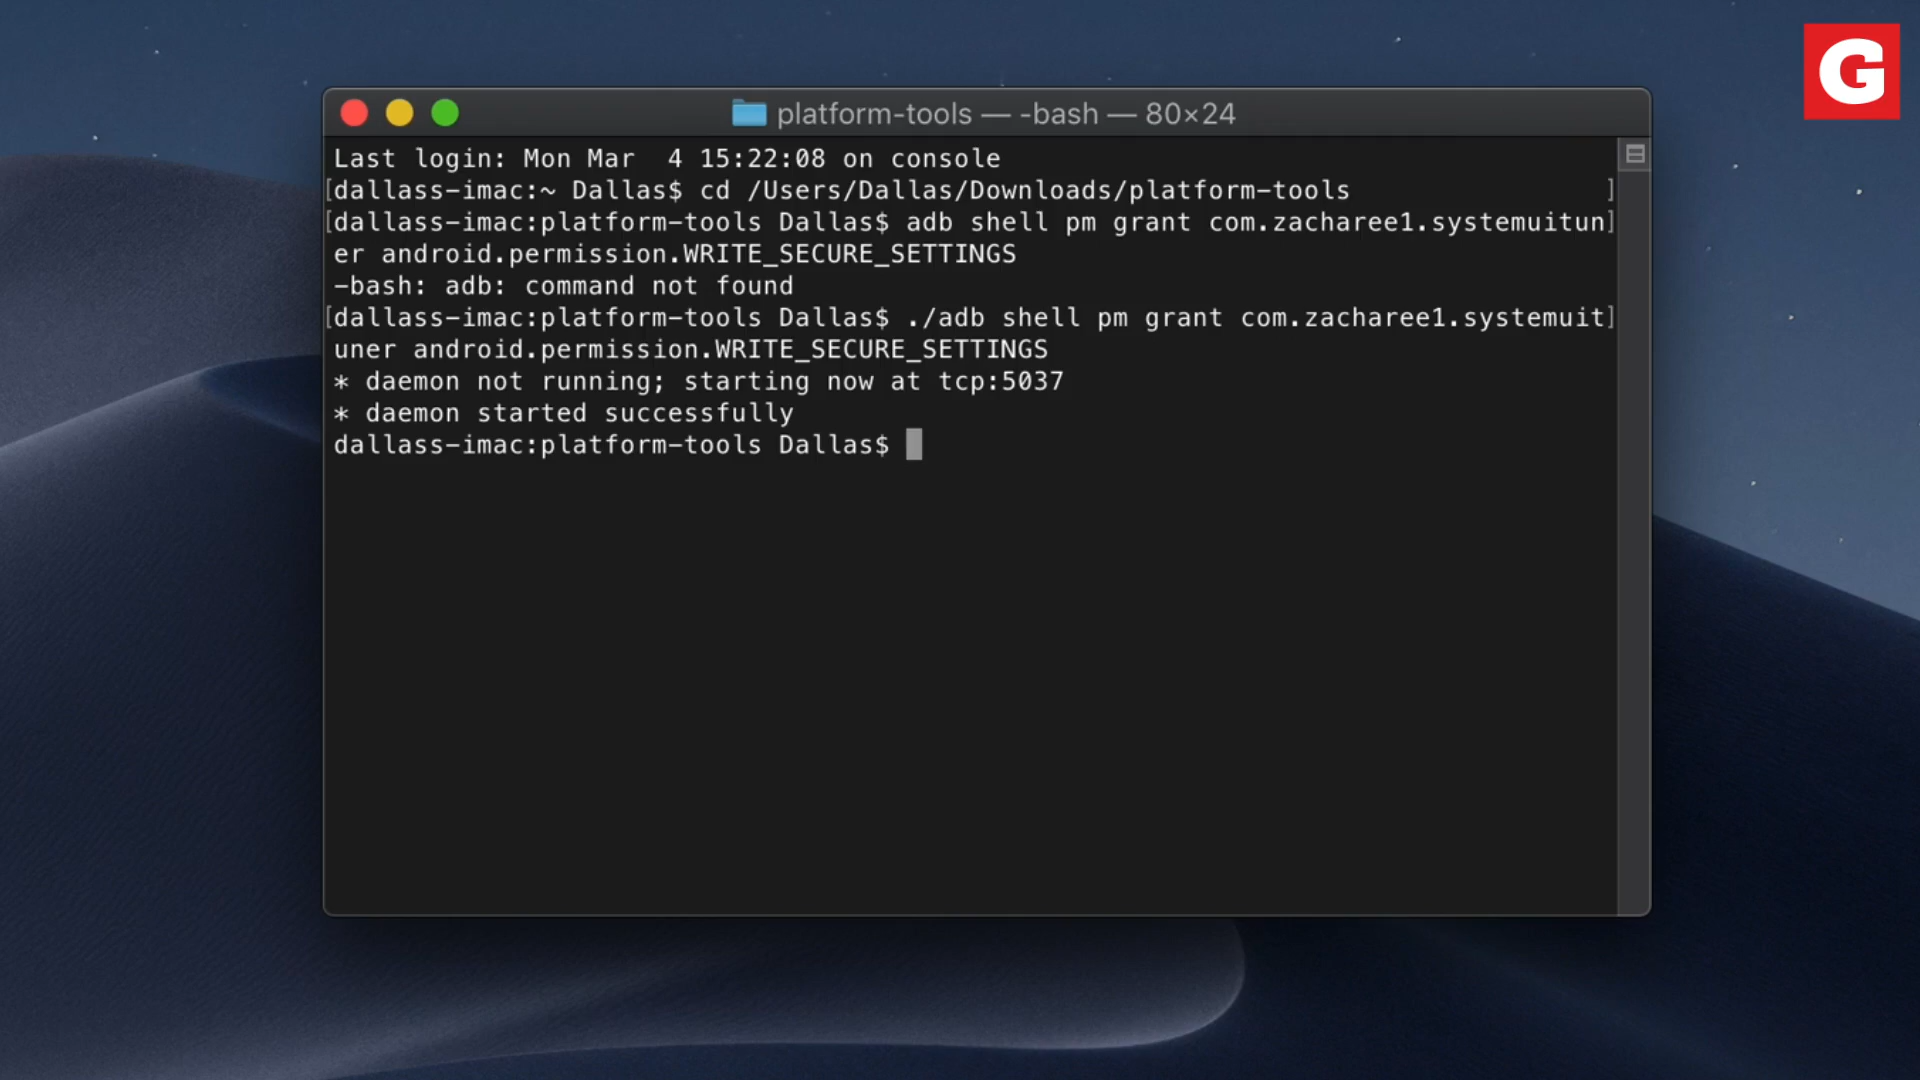 G
platform-tools — -bash — 80×24
Last login: Mon Mar  4 15:22:08 on console
[dallass-imac:~ Dallas$ cd /Users/Dallas/Downloads/platform-tools ]
[dallass-imac:platform-tools Dallas$ adb shell pm grant com.zacharee1.systemuitun]
er android.permission.WRITE_SECURE_SETTINGS
-bash: adb: command not found
[dallass-imac:platform-tools Dallas$ ./adb shell pm grant com.zacharee1.systemuit]
uner android.permission.WRITE_SECURE_SETTINGS
* daemon not running; starting now at tcp:5037
* daemon started successfully
dallass-imac:platform-tools Dallas$